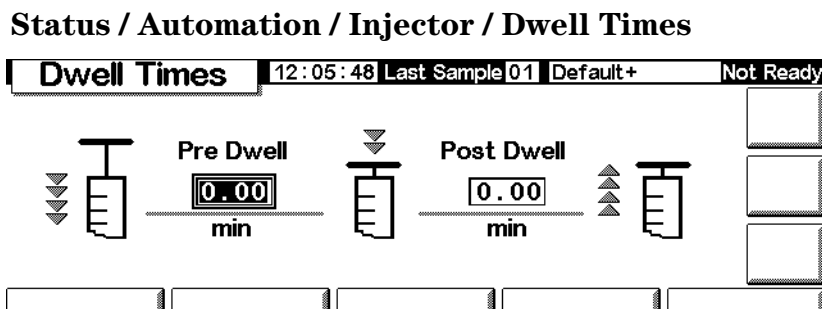 Status / Automation / Injector / Dwell Times
Dwell Times 12:05:48 Last Sample 01 Default+ Not Ready
Pre Dwell Post Dwell
0.00 0.00
min min